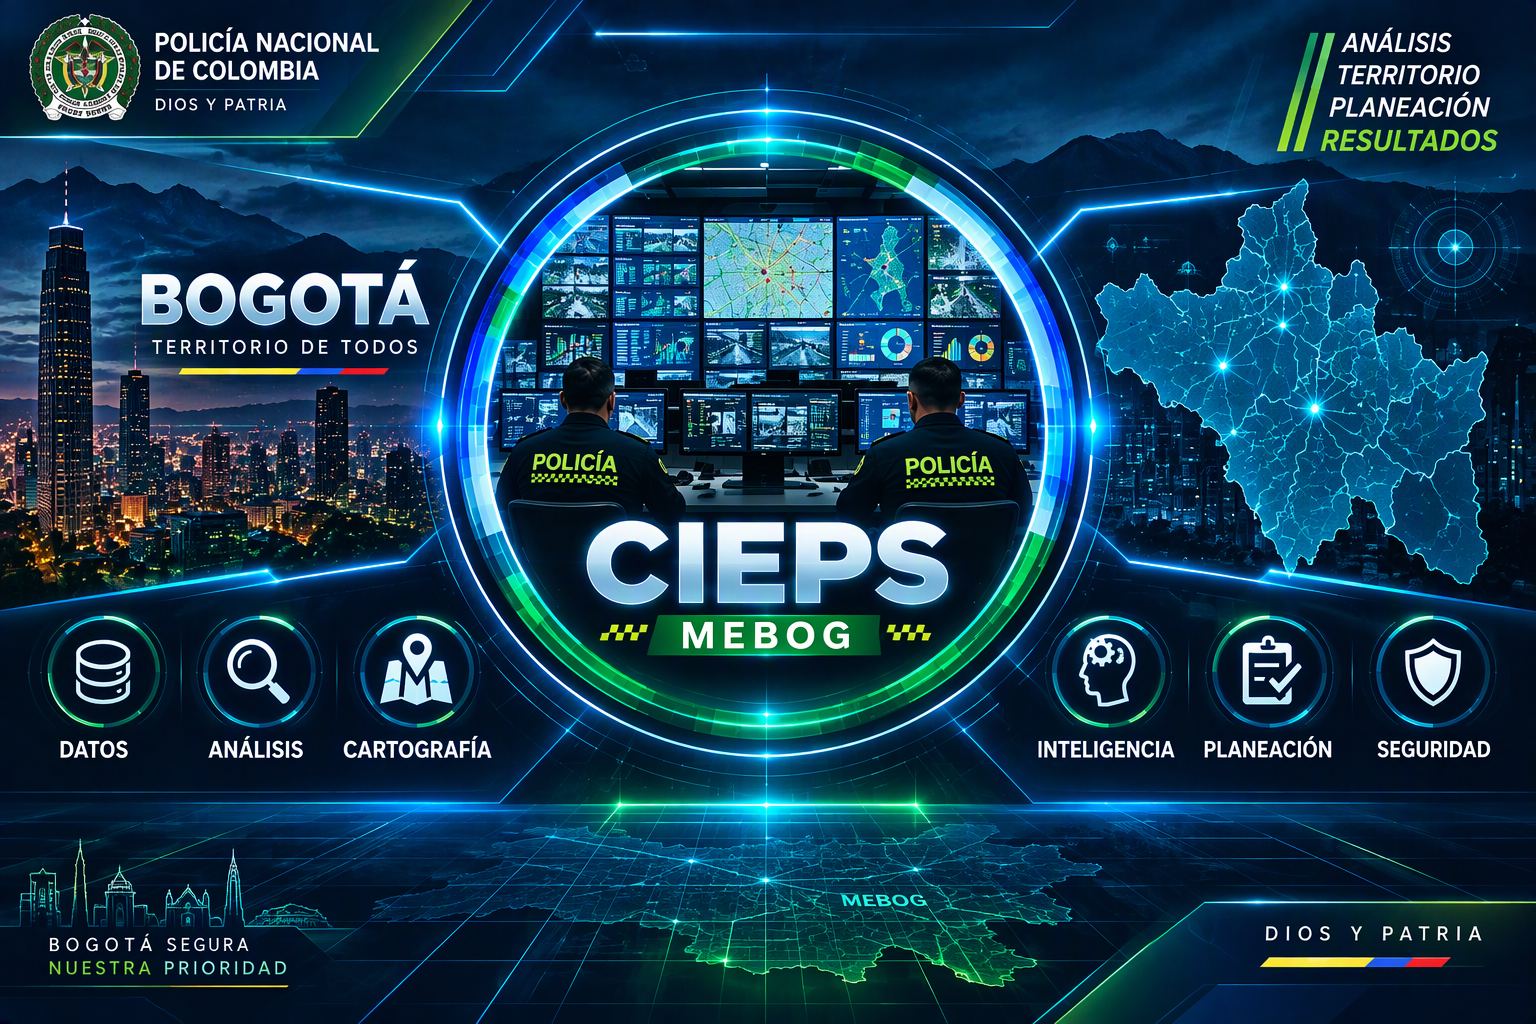 POLICÍA NACIONAL
DE COLOMBIA
DIOS Y PATRIA
ANÁLISIS
TERRITORIO
PLANEACIÓN
RESULTADOS
BOGOTÁ
TERRITORIO DE TODOS
POLICÍA
POLICÍA
CIEPS
MEBOG
DATOS
ANÁLISIS
CARTOGRAFÍA
INTELIGENCIA
PLANEACIÓN
SEGURIDAD
MEBOG
BOGOTÁ SEGURA
NUESTRA PRIORIDAD
DIOS Y PATRIA